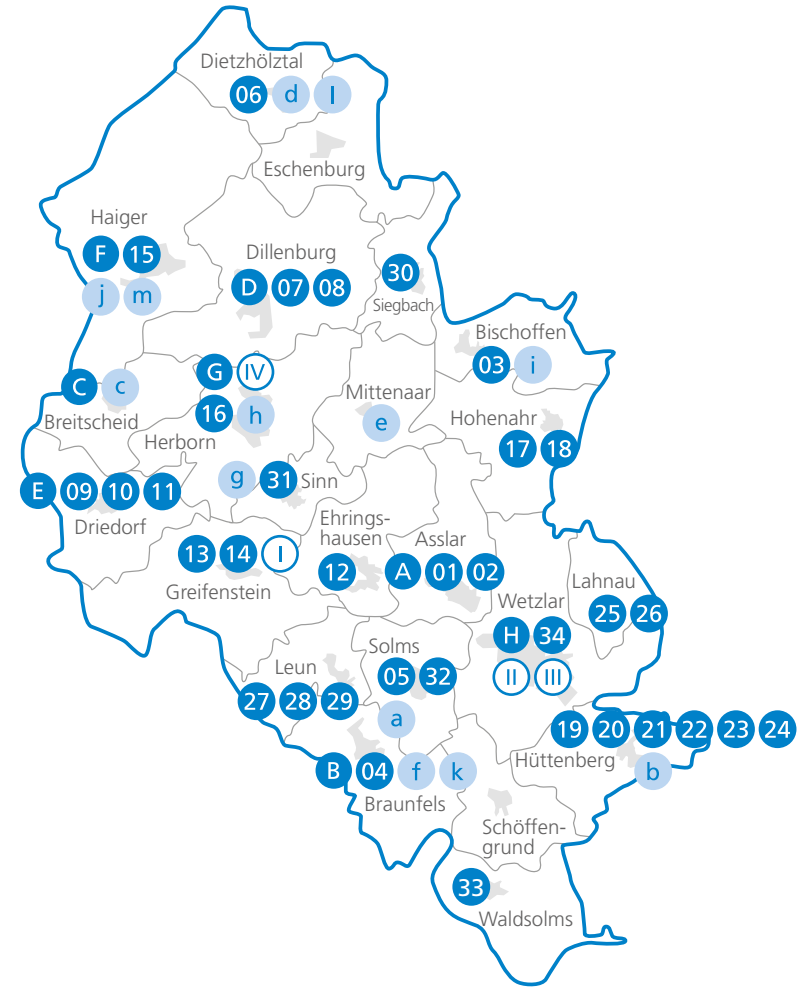 Dietzhölztal
06 d l
Eschenburg
Haiger
F 15
j m
Dillenburg
D 07 08
30
Siegbach
Bischoffen
03 i
C c
Breitscheid
G IV
16 h
Herborn
Mittenaar
e
Hohenahr
17 18
g 31 Sinn
E 09 10 11
Driedorf
Ehrings-
hausen
12
Asslar
A 01 02
13 14 I
Greifenstein
Lahnau
25 26
Wetzlar
H 34
II III
Solms
05 32
a
Leun
27 28 29
19 20 21 22 23 24
Hüttenberg
b
B 04 f k
Braunfels
Schöffen-
grund
33
Waldsolms